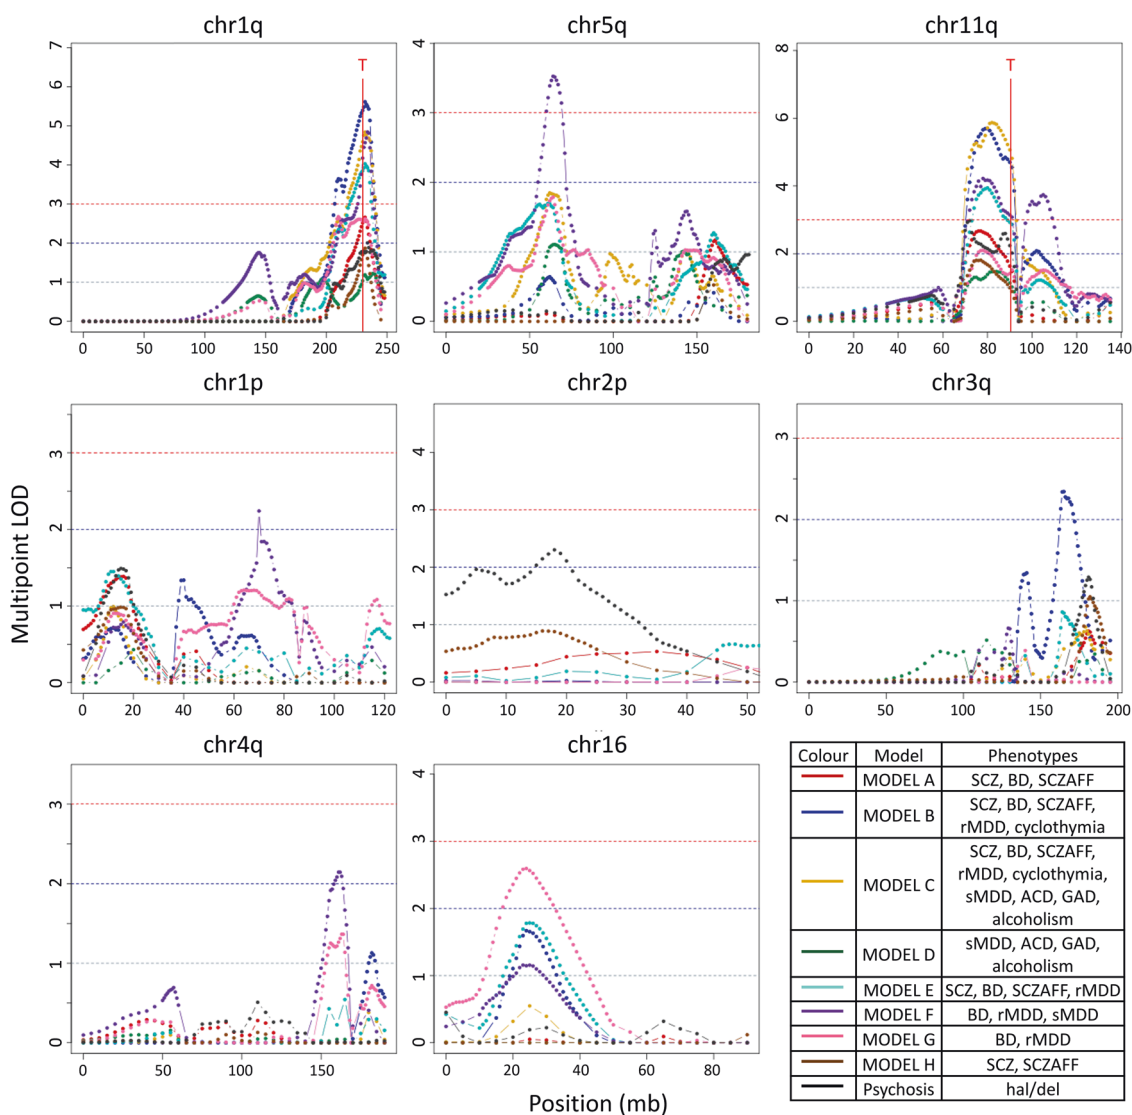 chr1q
chr5q
chr11q
T
T
0 1 2 3 4 5 6 7
0 1 2 3 4
0 2 4 6 8
0 50 100 150 200 250
0 50 100 150
0 20 40 60 80 100 120 140
chr1p
chr2p
chr3q
Multipoint LOD
0 1 2 3
0 1 2 3 4
0 1 2 3
0 20 40 60 80 100 120
0 10 20 30 40 50
0 50 100 150 200
chr4q
chr16
0 1 2 3
0 1 2 3 4
0 50 100 150
0 20 40 60 80
Position (mb)
Colour Model Phenotypes
MODEL A SCZ, BD, SCZAFF
MODEL B SCZ, BD, SCZAFF,
rMDD, cyclothymia
MODEL C SCZ, BD, SCZAFF,
rMDD, cyclothymia,
sMDD, ACD, GAD,
alcoholism
MODEL D sMDD, ACD, GAD,
alcoholism
MODEL E SCZ, BD, SCZAFF, rMDD
MODEL F BD, rMDD, sMDD
MODEL G BD, rMDD
MODEL H SCZ, SCZAFF
Psychosis hal/del